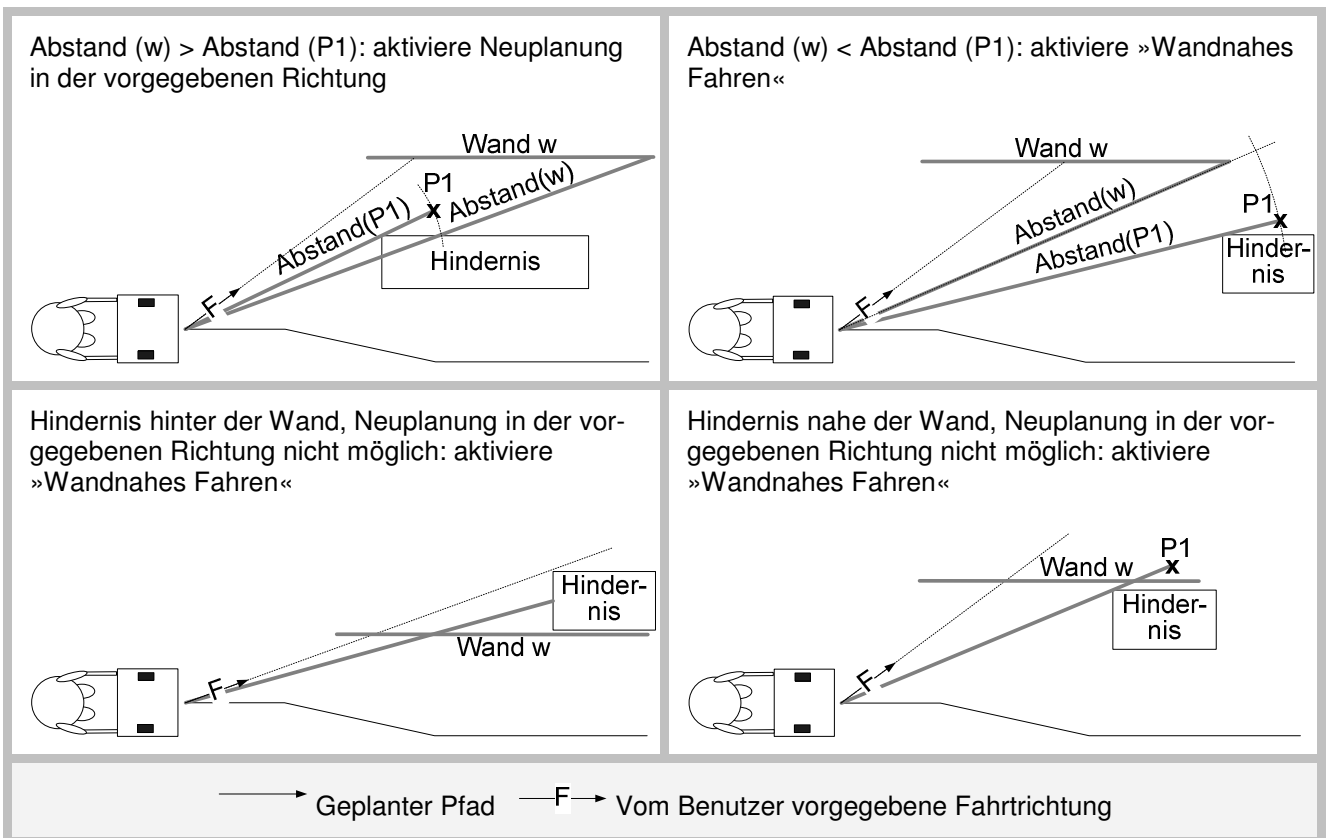 Abstand (w) > Abstand (P1): aktiviere Neuplanung
in der vorgegebenen Richtung
Wand w
P1
Abstand(P1)
Abstand(w)
Hindernis
F
Abstand (w) < Abstand (P1): aktiviere »Wandnahes
Fahren«
Wand w
Abstand(w)
P1
Abstand(P1)
Hinder-
nis
F
Hindernis hinter der Wand, Neuplanung in der vor-
gegebenen Richtung nicht möglich: aktiviere
»Wandnahes Fahren«
Hinder-
nis
Wand w
F
Hindernis nahe der Wand, Neuplanung in der vor-
gegebenen Richtung nicht möglich: aktiviere
»Wandnahes Fahren«
P1
Wand w
Hinder-
nis
F
Geplanter Pfad F Vom Benutzer vorgegebene Fahrtrichtung